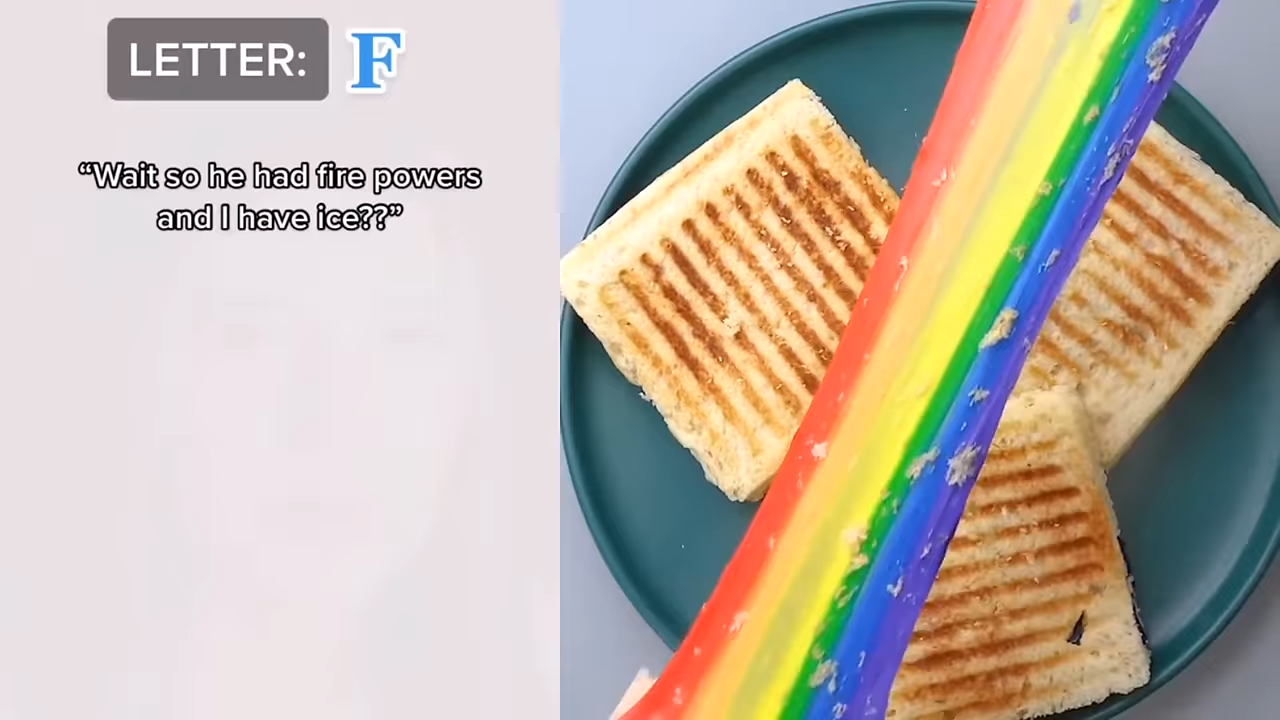 LETTER: F
“Wait so he had fire powers
and I have ice??”